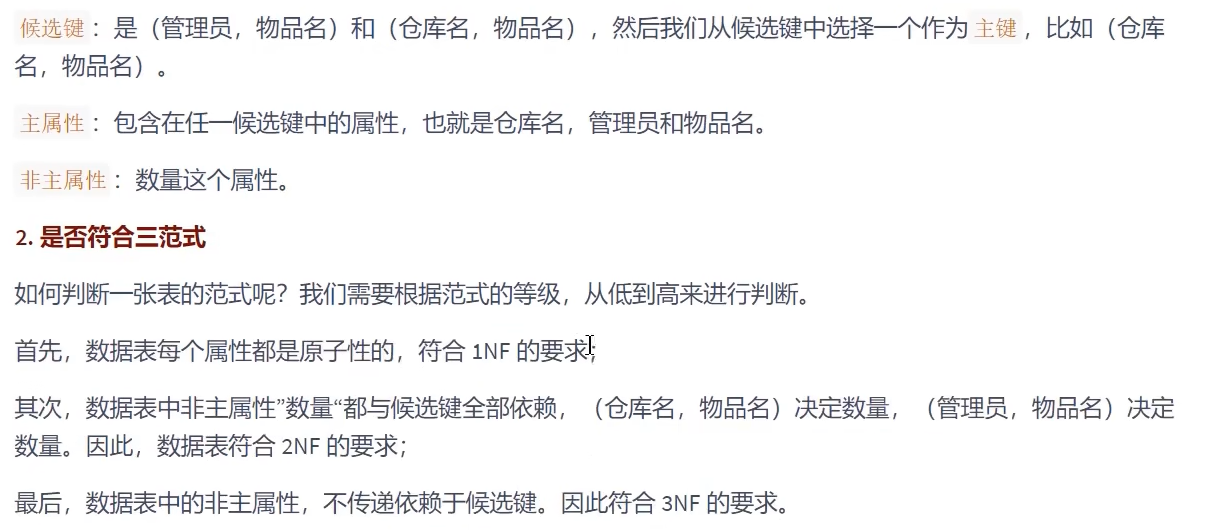 候选键：是（管理员，物品名）和（仓库名，物品名），然后我们从候选键中选择一个作为 主键，比如（仓库
名，物品名）。
主属性：包含在任一候选键中的属性，也就是仓库名，管理员和物品名。
非主属性：数量这个属性。
2. 是否符合三范式
如何判断一张表的范式呢？我们需要根据范式的等级，从低到高来进行判断。
首先，数据表每个属性都是原子性的，符合 1NF 的要求；
其次，数据表中非主属性”数量“都与候选键全部依赖，（仓库名，物品名）决定数量，（管理员，物品名）决定
数量。因此，数据表符合 2NF 的要求；
最后，数据表中的非主属性，不传递依赖于候选键。因此符合 3NF 的要求。